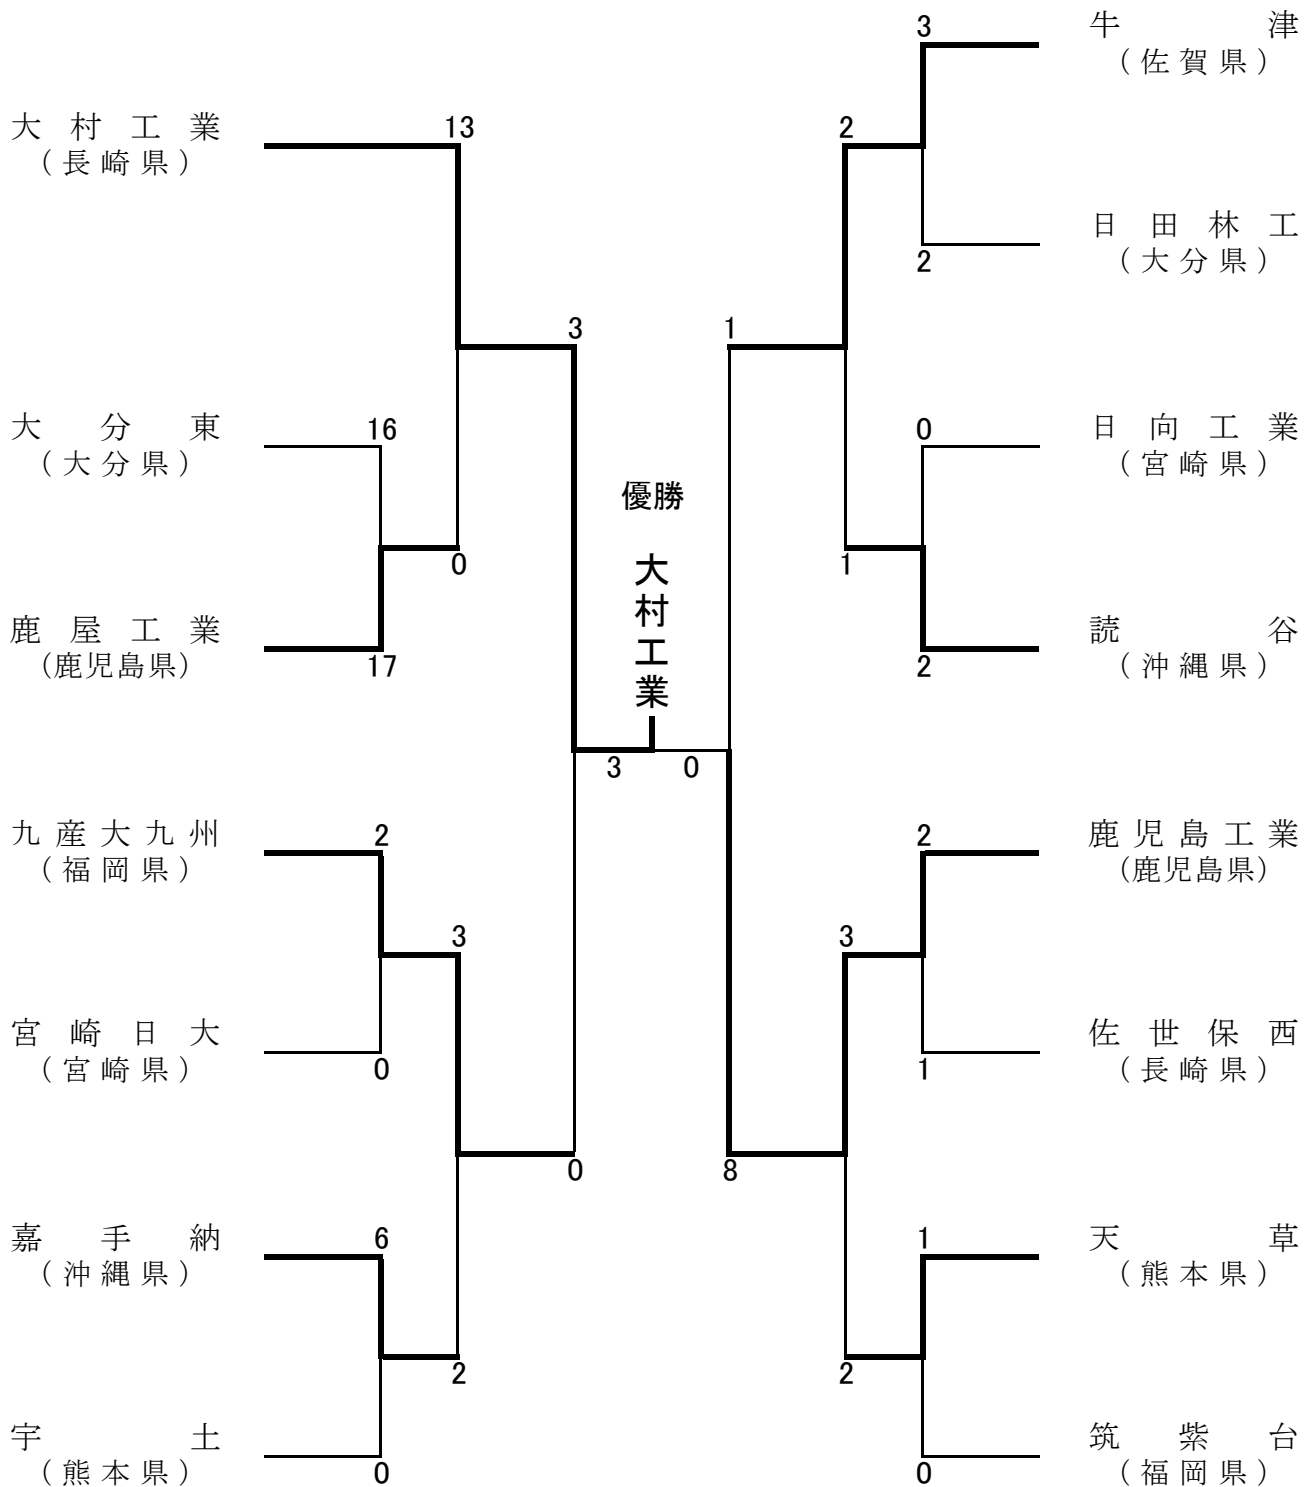 大村工業
(長崎県)
13
大分東
(大分県)
16
鹿屋工業
(鹿児島県)
17
0
3
九産大九州
(福岡県)
2
宮崎日大
(宮崎県)
0
3
嘉手納
(沖縄県)
6
宇土
(熊本県)
0
2
0
優勝
大村工業
3
0
牛津
(佐賀県)
3
日田林工
(大分県)
2
2
日向工業
(宮崎県)
0
読谷
(沖縄県)
2
1
1
鹿児島工業
(鹿児島県)
2
佐世保西
(長崎県)
1
3
天草
(熊本県)
1
筑紫台
(福岡県)
0
2
8